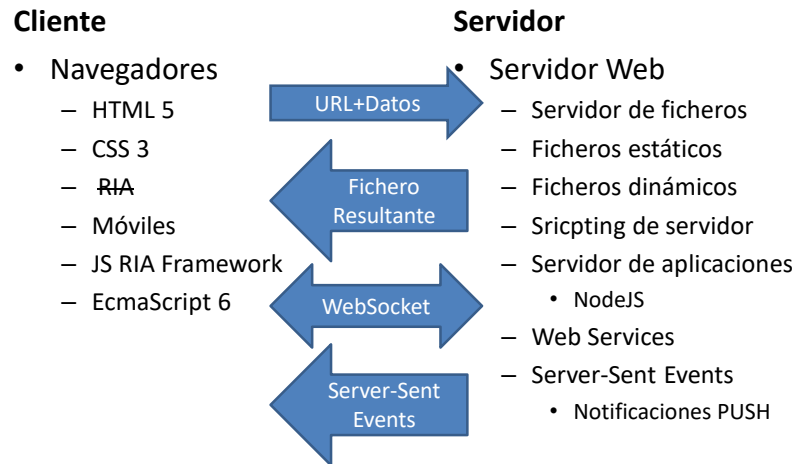 Cliente
• Navegadores
– HTML 5
– CSS 3
– RIA
– Móviles
– JS RIA Framework
– EcmaScript 6
URL+Datos
Fichero
Resultante
WebSocket
Server-Sent
Events
Servidor
• Servidor Web
– Servidor de ficheros
– Ficheros estáticos
– Ficheros dinámicos
– Sricpting de servidor
– Servidor de aplicaciones
• NodeJS
– Web Services
– Server-Sent Events
• Notificaciones PUSH